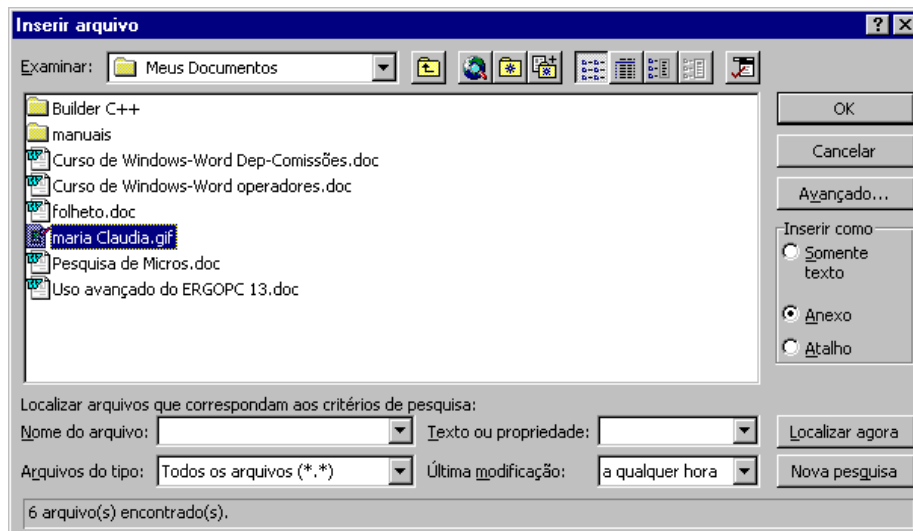 Inserir arquivo
Examinar: Meus Documentos
Builder C++
manuais
Curso de Windows-Word Dep-Comissões.doc
Curso de Windows-Word operadores.doc
folheto.doc
maria Claudia.gif
Pesquisa de Micros.doc
Uso avançado do ERGOPC 13.doc
OK
Cancelar
Avançado...
Inserir como
Somente
texto
Anexo
Atalho
Localizar arquivos que correspondam aos critérios de pesquisa:
Nome do arquivo: Texto ou propriedade: Localizar agora
Arquivos do tipo: Todos os arquivos (*.*) Última modificação: a qualquer hora Nova pesquisa
6 arquivo(s) encontrado(s).